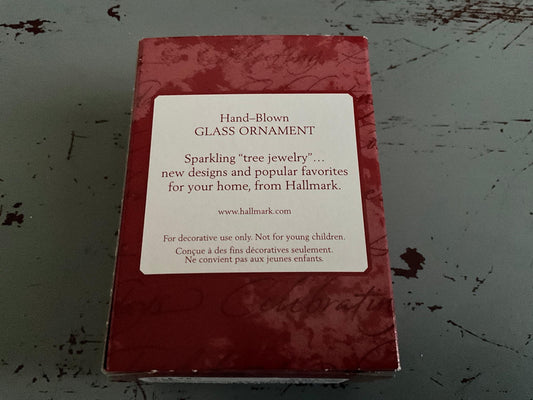 Hand–Blown
GLASS ORNAMENT
Sparkling “tree jewelry”...
new designs and popular favorites
for your home, from Hallmark.
www.hallmark.com
For decorative use only. Not for young children.
Conçue à des fins décoratives seulement.
Ne convient pas aux jeunes enfants.
Celebrating